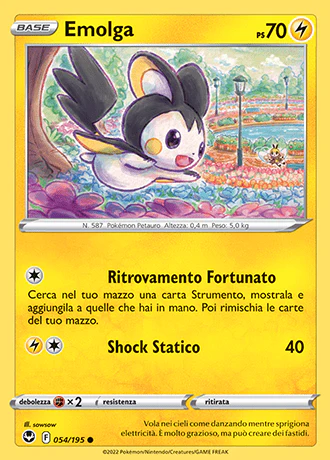 BASE
Emolga
PS70
N. 587 Pokémon Petauro Altezza: 0,4 m Peso: 5,0 kg
Ritrovamento Fortunato
Cerca nel tuo mazzo una carta Strumento, mostrala e
aggiungila a quelle che hai in mano. Poi rimischia le carte
del tuo mazzo.
Shock Statico 40
debolezza ×2 resistenza ritirata
ill. sowsow
Vola nei cieli come danzando mentre sprigiona
F 054/195 ●
elettricità. È molto grazioso, ma può creare dei fastidi.
©2022 Pokémon/Nintendo/Creatures/GAME FREAK